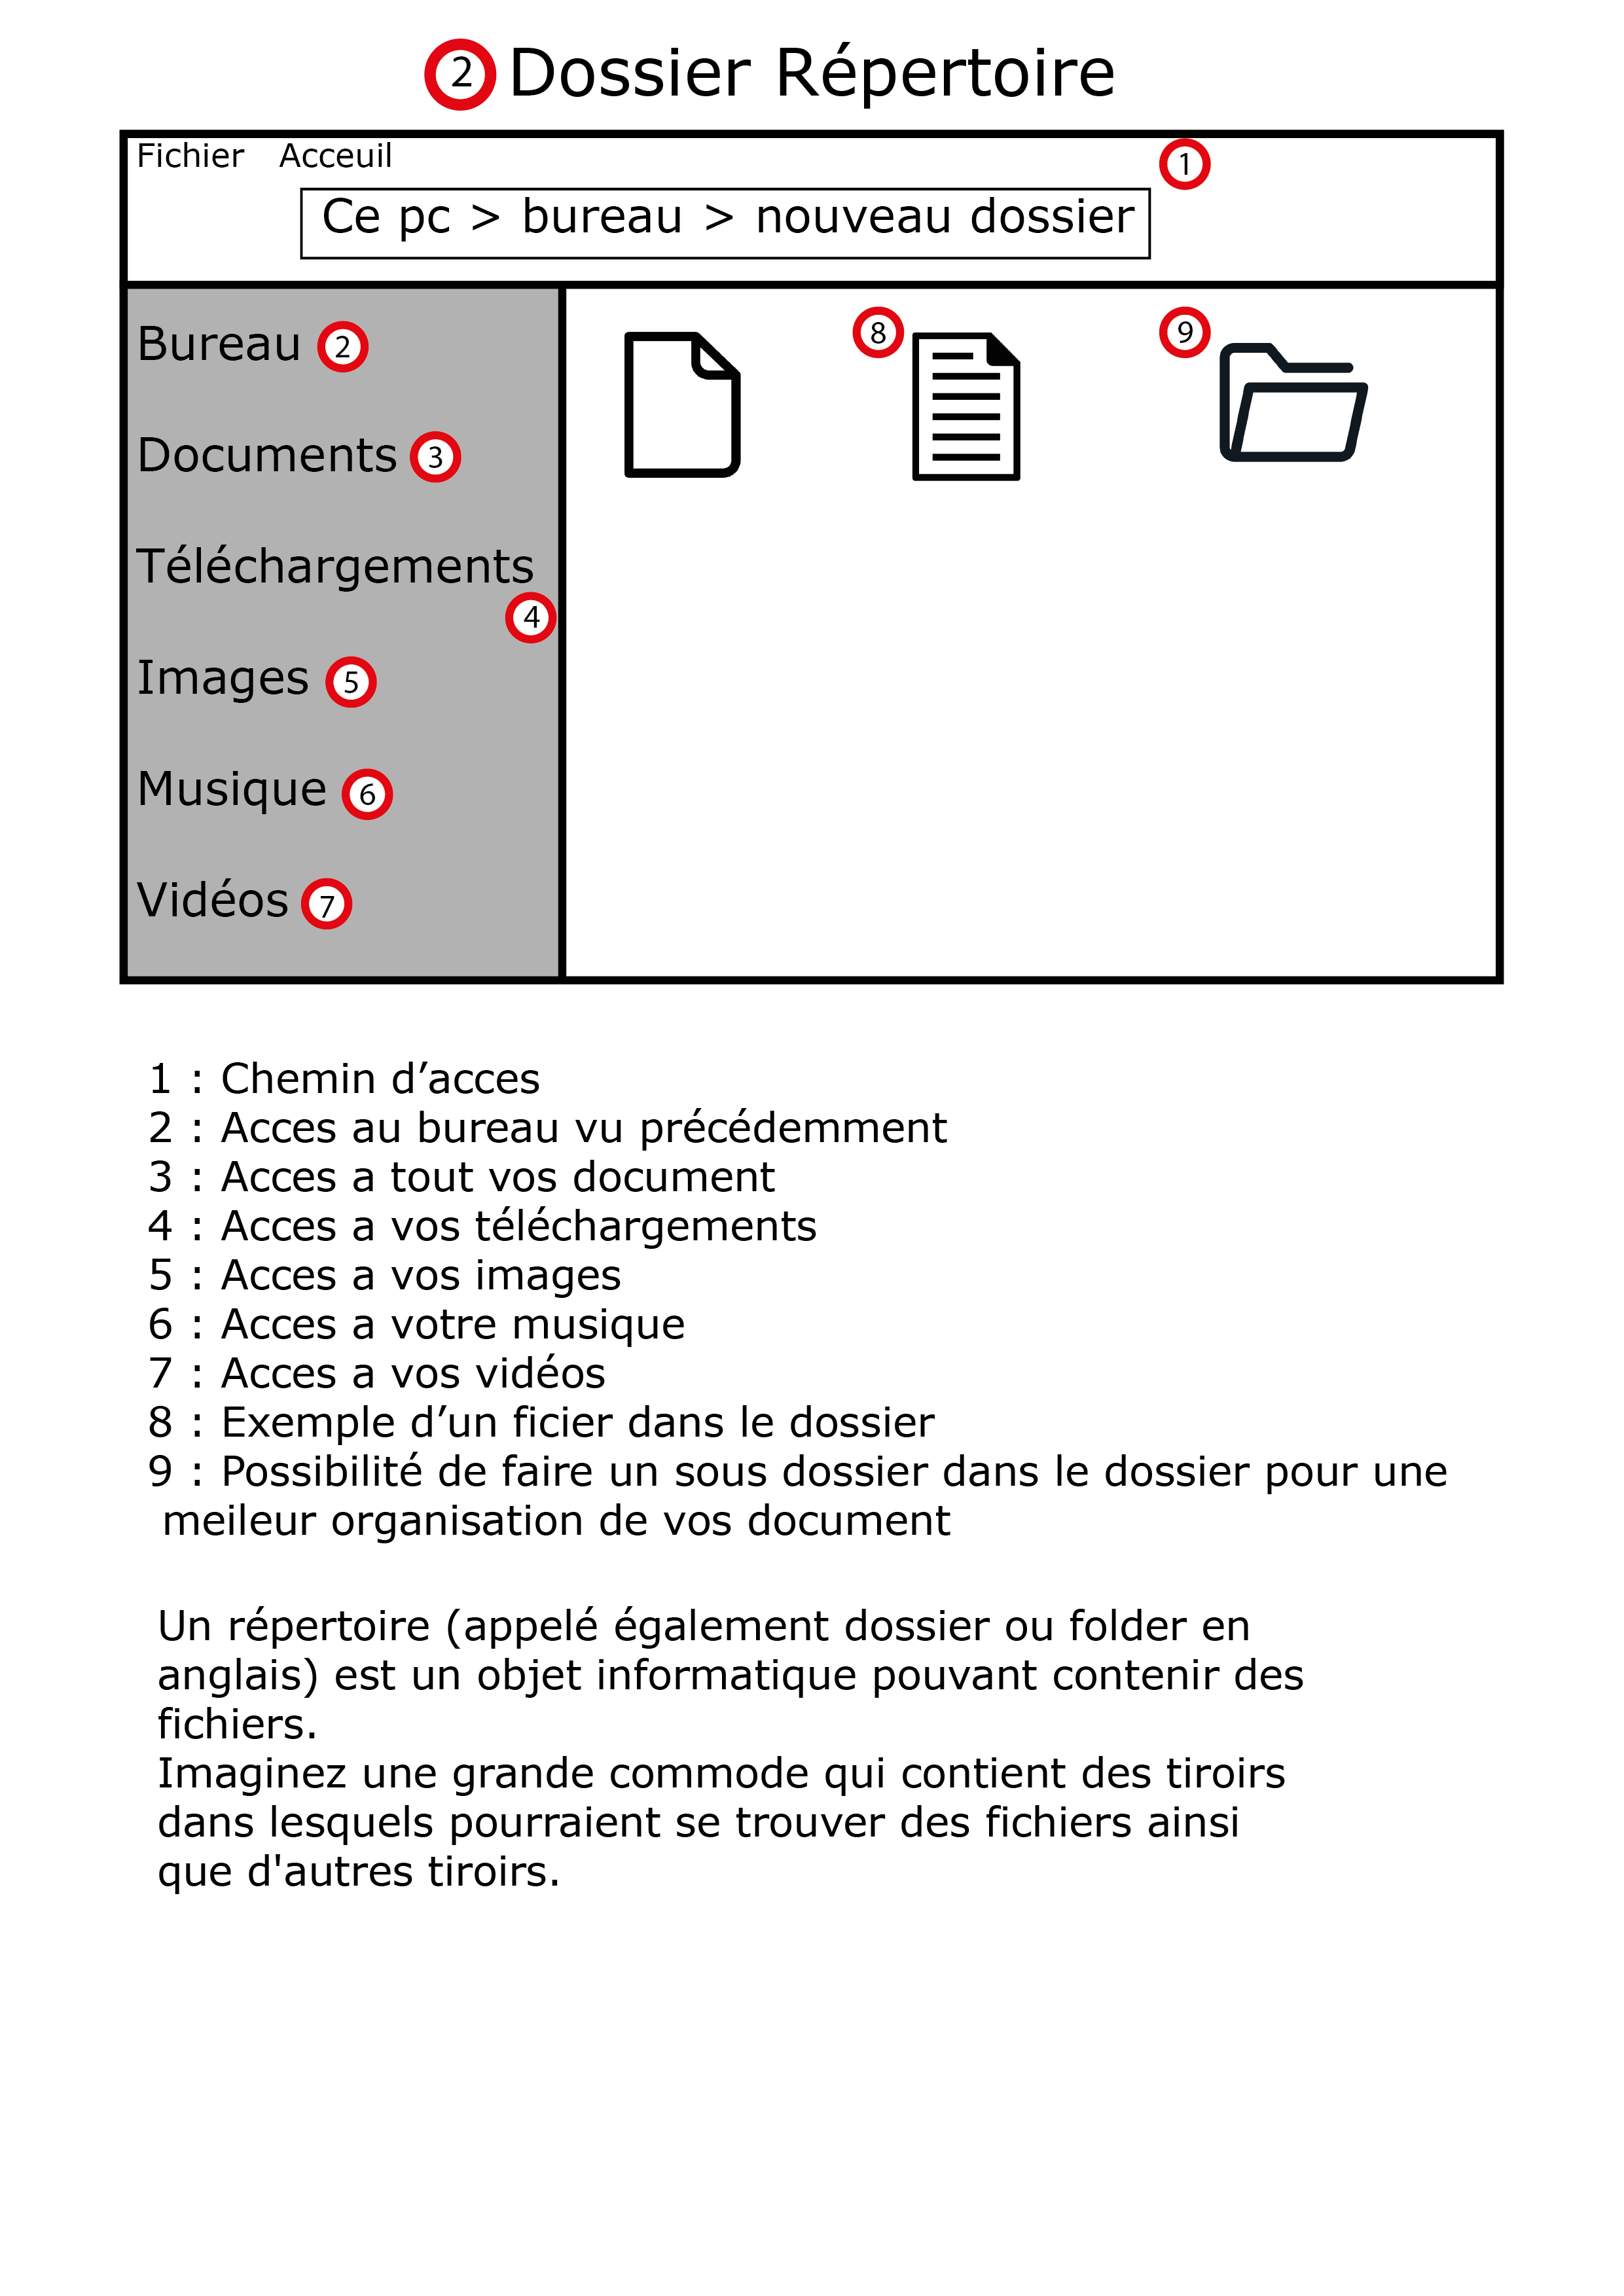 2 Dossier Répertoire
Fichier Acceuil
1
Ce pc > bureau > nouveau dossier
Bureau 2
8
9
Documents 3
Téléchargements
4
Images 5
Musique 6
Vidéos 7
1 : Chemin d’acces
2 : Acces au bureau vu précédemment
3 : Acces a tout vos document
4 : Acces a vos téléchargements
5 : Acces a vos images
6 : Acces a votre musique
7 : Acces a vos vidéos
8 : Exemple d’un ficier dans le dossier
9 : Possibilité de faire un sous dossier dans le dossier pour une
meileur organisation de vos document
Un répertoire (appelé également dossier ou folder en
anglais) est un objet informatique pouvant contenir des
fichiers.
Imaginez une grande commode qui contient des tiroirs
dans lesquels pourraient se trouver des fichiers ainsi
que d'autres tiroirs.